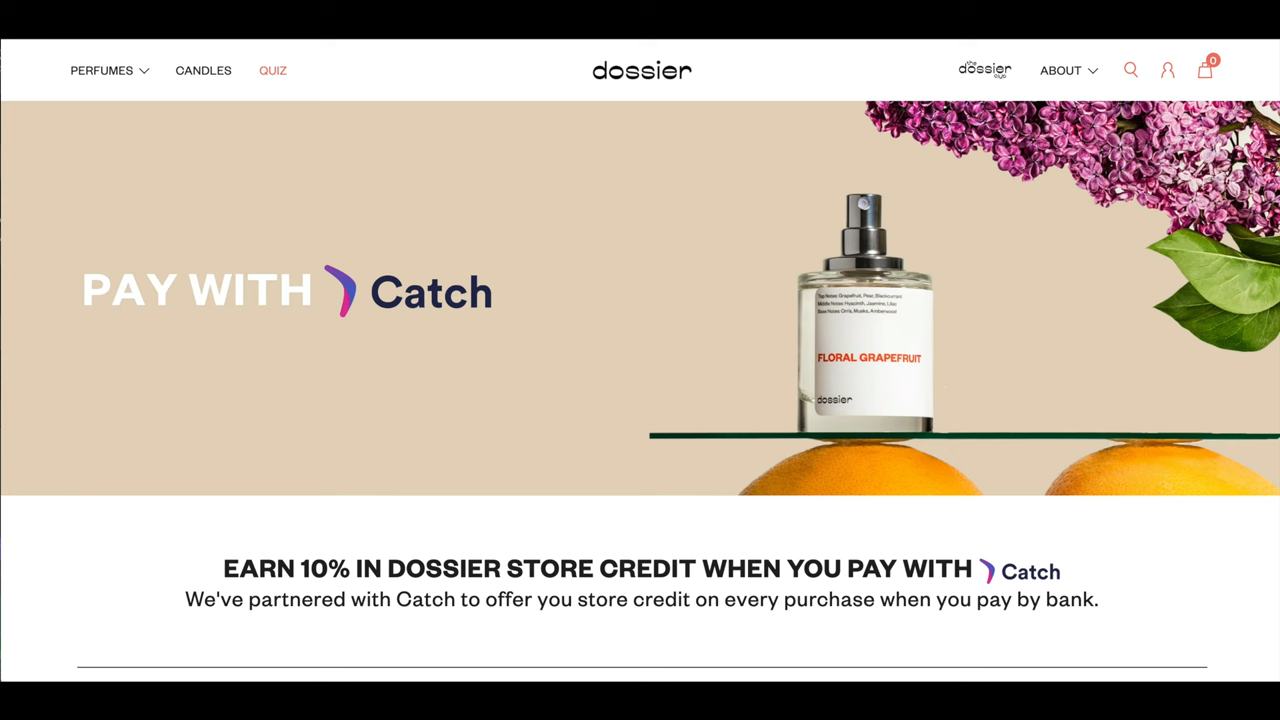 PERFUMES
CANDLES
QUIZ
dossier
the
dossier
club
ABOUT
0
PAY WITH Catch
Top Notes: Grapefruit, Pear, Blackcurrant
Middle Notes: Hyacinth, Jasmine, Lilac
Base Notes: Orris, Musks, Amberwood
FLORAL GRAPEFRUIT
dossier
EARN 10% IN DOSSIER STORE CREDIT WHEN YOU PAY WITH Catch
We've partnered with Catch to offer you store credit on every purchase when you pay by bank.